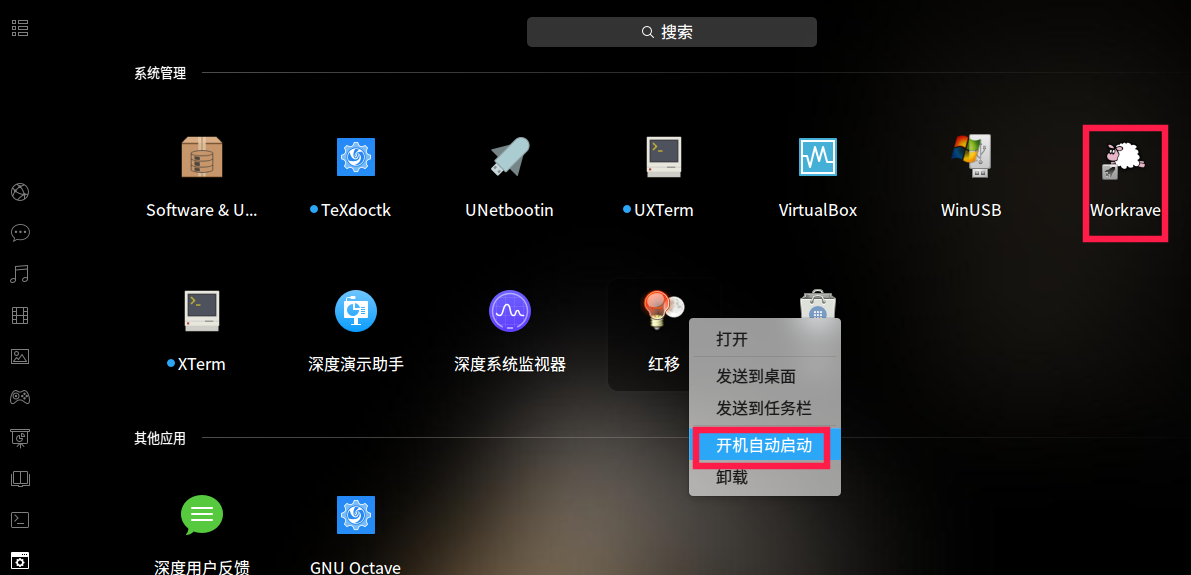 搜索
系统管理
Software & U...
TeXdoctk
UNetbootin
UXTerm
VirtualBox
WinUSB
Workrave
XTerm
深度演示助手
深度系统监视器
红移
打开
发送到桌面
发送到任务栏
开机自动启动
卸载
其他应用
深度用户反馈
GNU Octave